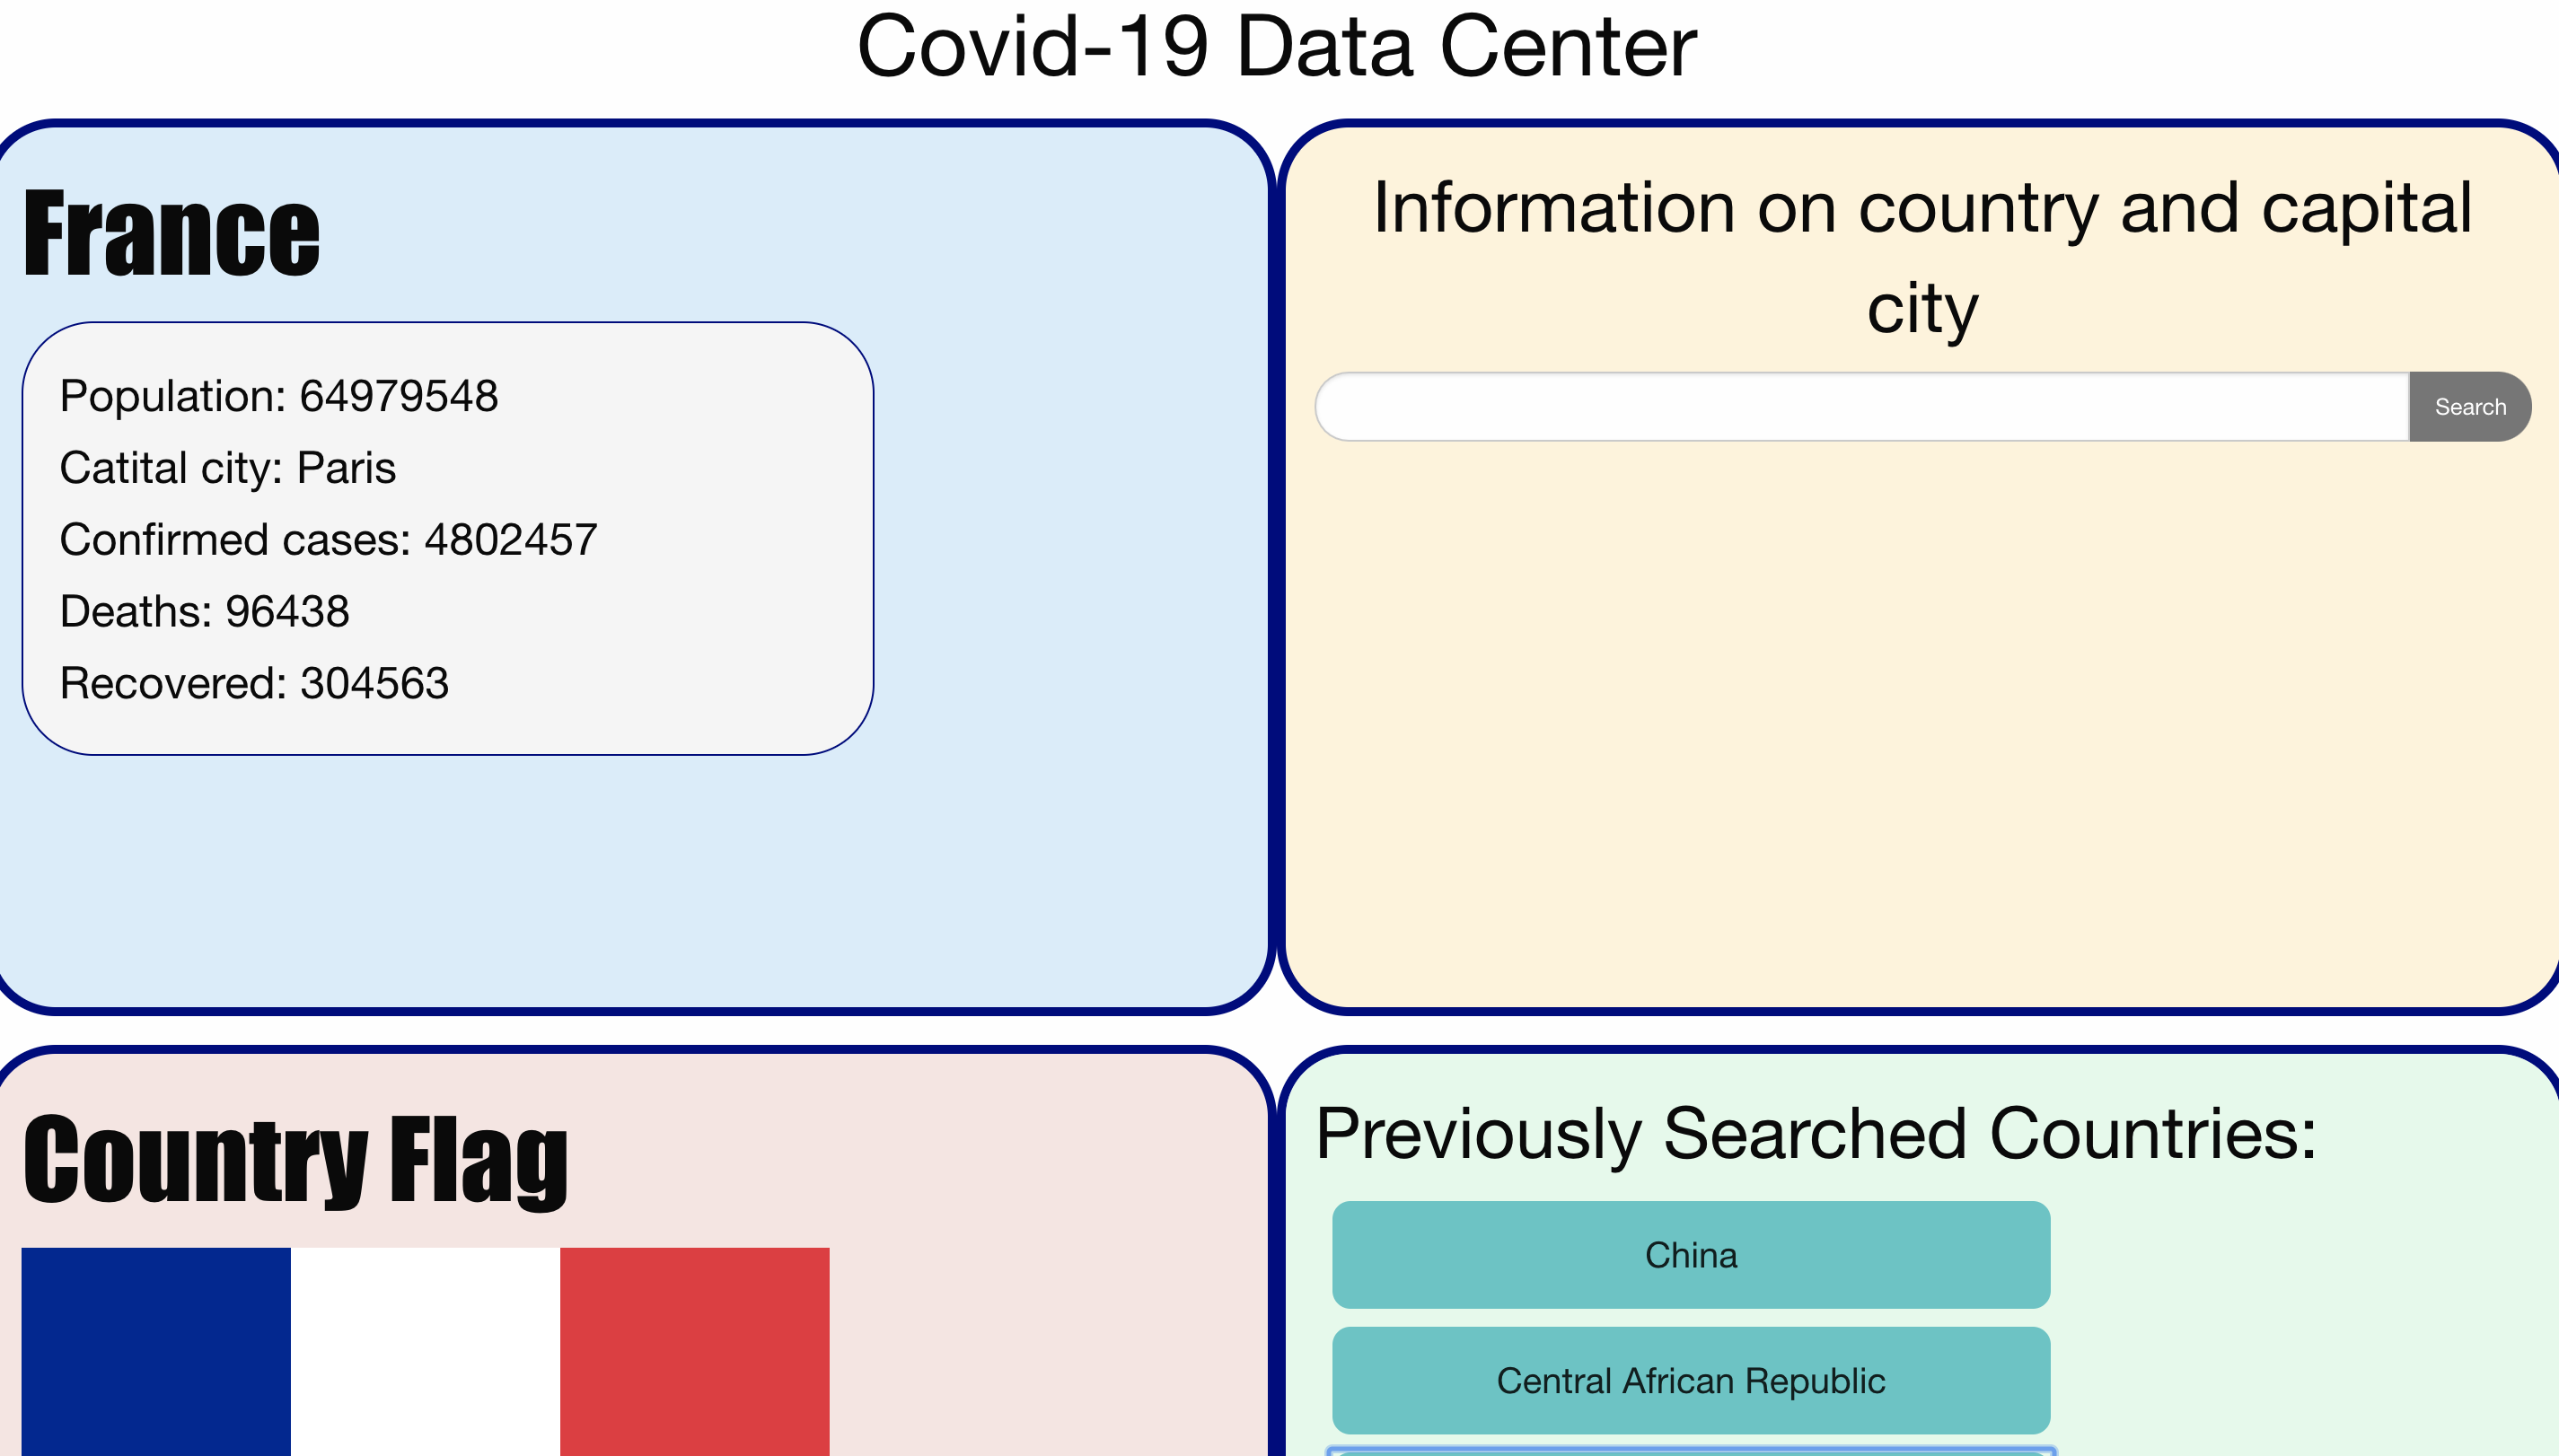 Covid-19 Data Center
France
Population: 64979548
Catital city: Paris
Confirmed cases: 4802457
Deaths: 96438
Recovered: 304563
Information on country and capital
city
Search
Country Flag
Previously Searched Countries:
China
Central African Republic